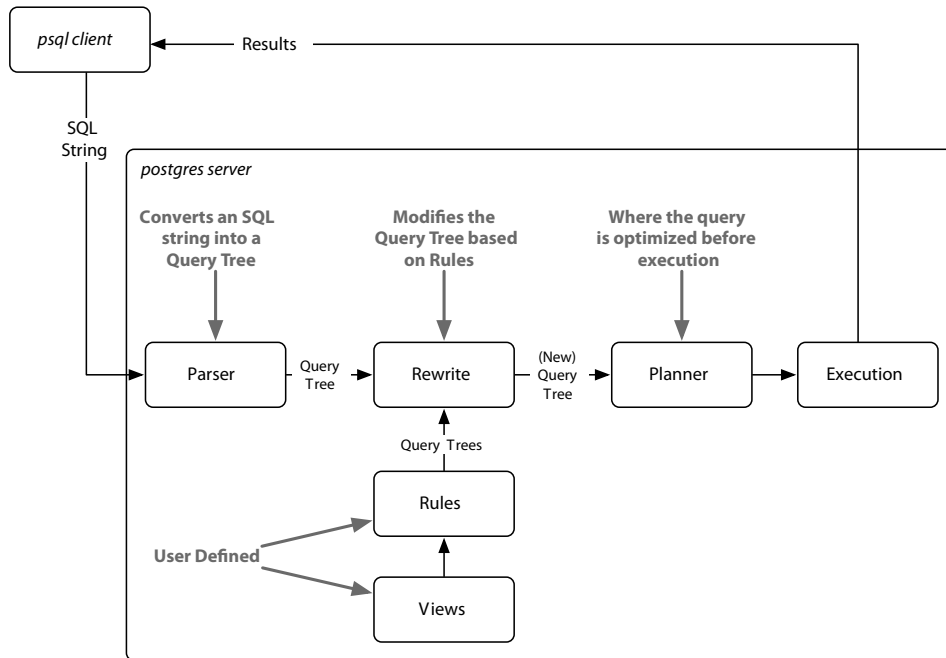 psql client
Results
SQL
String
postgres server
Converts an SQL
string into a
Query Tree
Modifies the
Query Tree based
on Rules
Where the query
is optimized before
execution
Parser
Query
Tree
Rewrite
(New)
Query
Tree
Planner
Execution
Query Trees
Rules
User Defined
Views